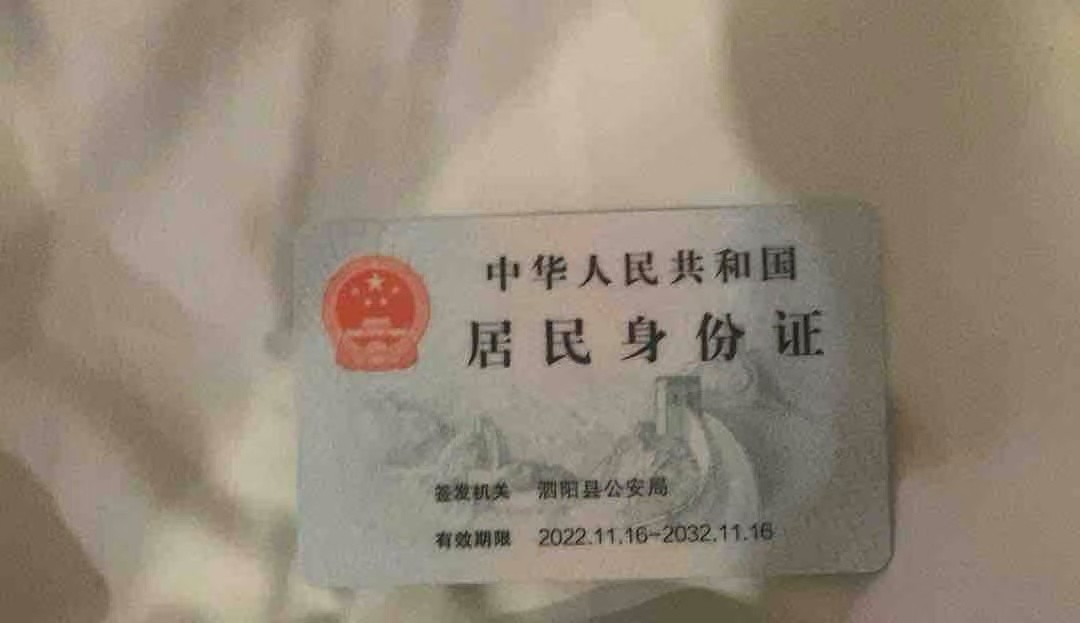 中华人民共和国
居民身份证
签发机关 泗阳县公安局
有效期限 2022.11.16-2032.11.16